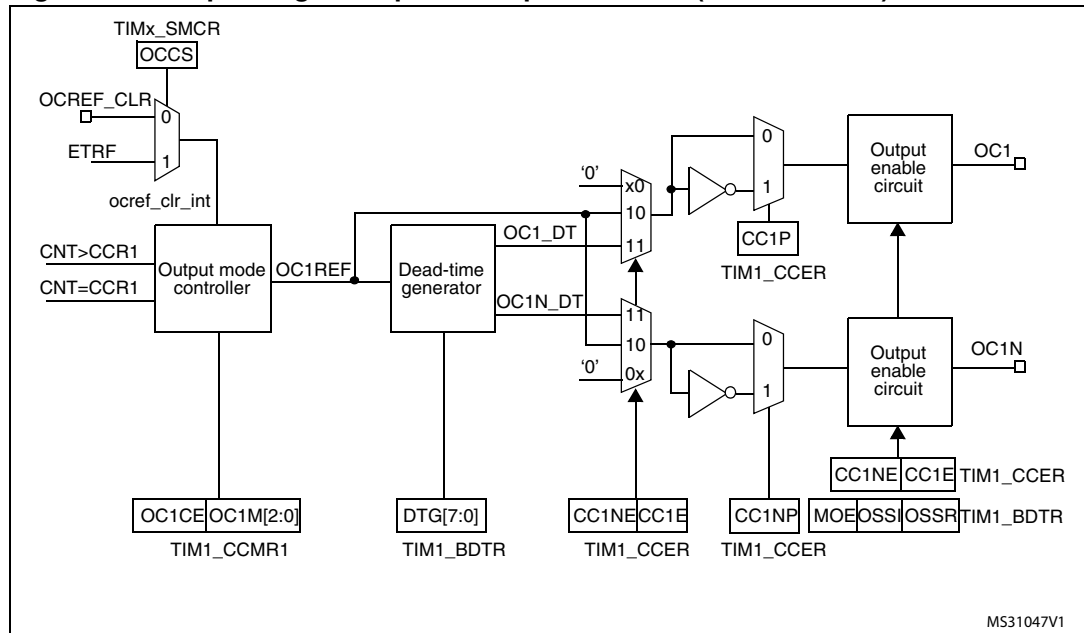 TIMx_SMCR
OCCS
OCREF_CLR
0
ETRF
1
ocref_clr_int
CNT>CCR1
CNT=CCR1
Output mode
controller
OC1REF
Dead-time
generator
OC1_DT
OC1N_DT
'0'
x0
10
11
11
10
'0'
0x
0
1
CC1P
TIM1_CCER
0
1
Output
enable
circuit
OC1
Output
enable
circuit
OC1N
CC1NE CC1E TIM1_CCER
OC1CE OC1M[2:0]
TIM1_CCMR1
DTG[7:0]
TIM1_BDTR
CC1NE CC1E
TIM1_CCER
CC1NP
TIM1_CCER
MOE OSSI OSSR TIM1_BDTR
MS31047V1